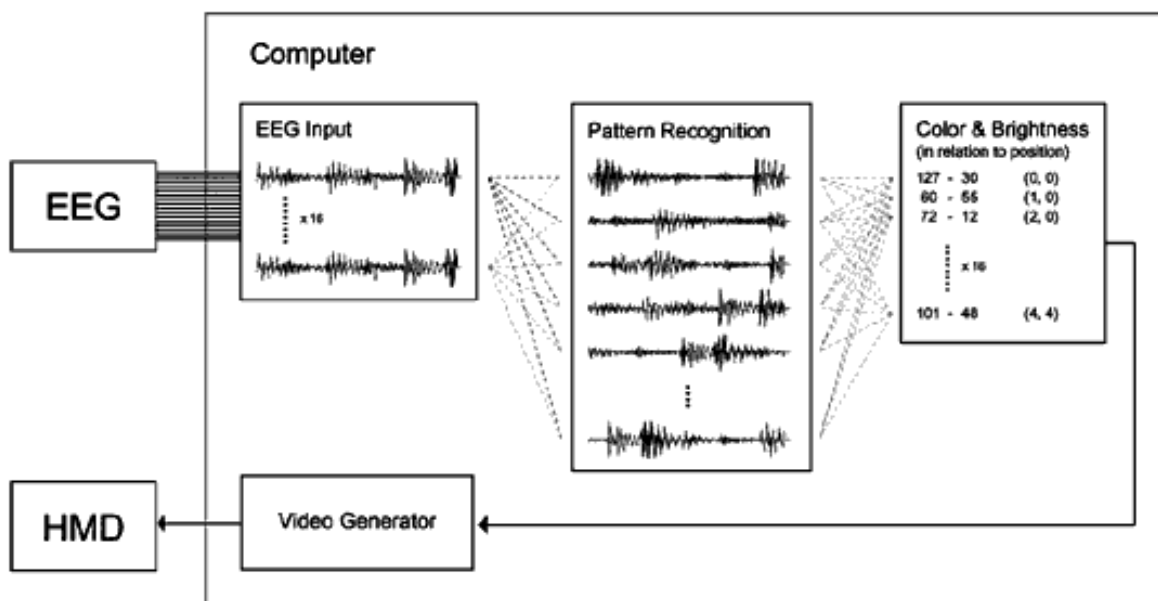 Computer
EEG
EEG Input
x 16
Pattern Recognition
Color & Brightness
(in relation to position)
127 - 30 (0, 0)
60 - 55 (1, 0)
72 - 12 (2, 0)
x 16
101 - 48 (4, 4)
HMD
Video Generator